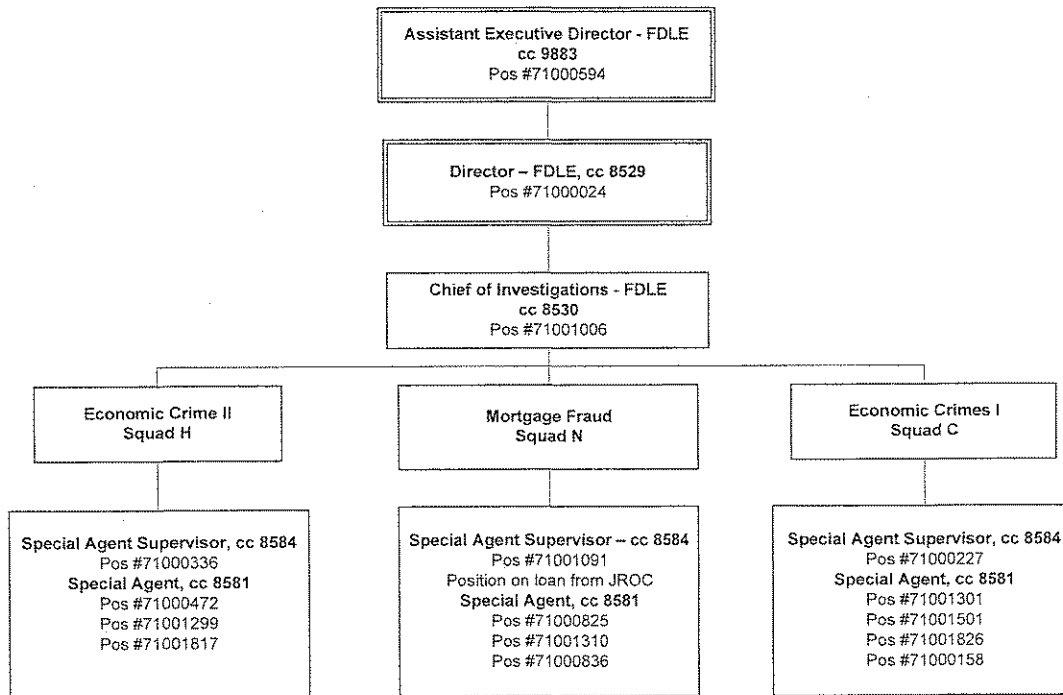 Assistant Executive Director - FDLE
cc 9883
Pos #71000594
Director – FDLE, cc 8529
Pos #71000024
Chief of Investigations - FDLE
cc 8530
Pos #71001006
Economic Crime II
Squad H
Mortgage Fraud
Squad N
Economic Crimes I
Squad C
Special Agent Supervisor, cc 8584
Pos #71000336
Special Agent, cc 8581
Pos #71000472
Pos #71001299
Pos #71001817
Special Agent Supervisor – cc 8584
Pos #71001091
Position on loan from JROC
Special Agent, cc 8581
Pos #71000825
Pos #71001310
Pos #71000836
Special Agent Supervisor, cc 8584
Pos #71000227
Special Agent, cc 8581
Pos #71001301
Pos #71001501
Pos #71001826
Pos #71000158